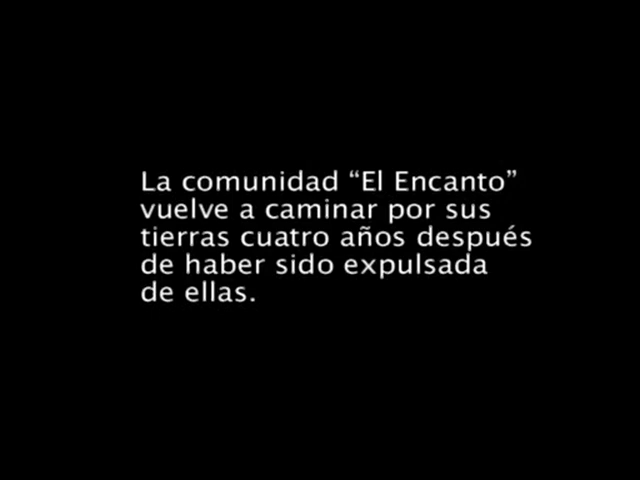 La comunidad “El Encanto”
vuelve a caminar por sus
tierras cuatro años después
de haber sido expulsada
de ellas.